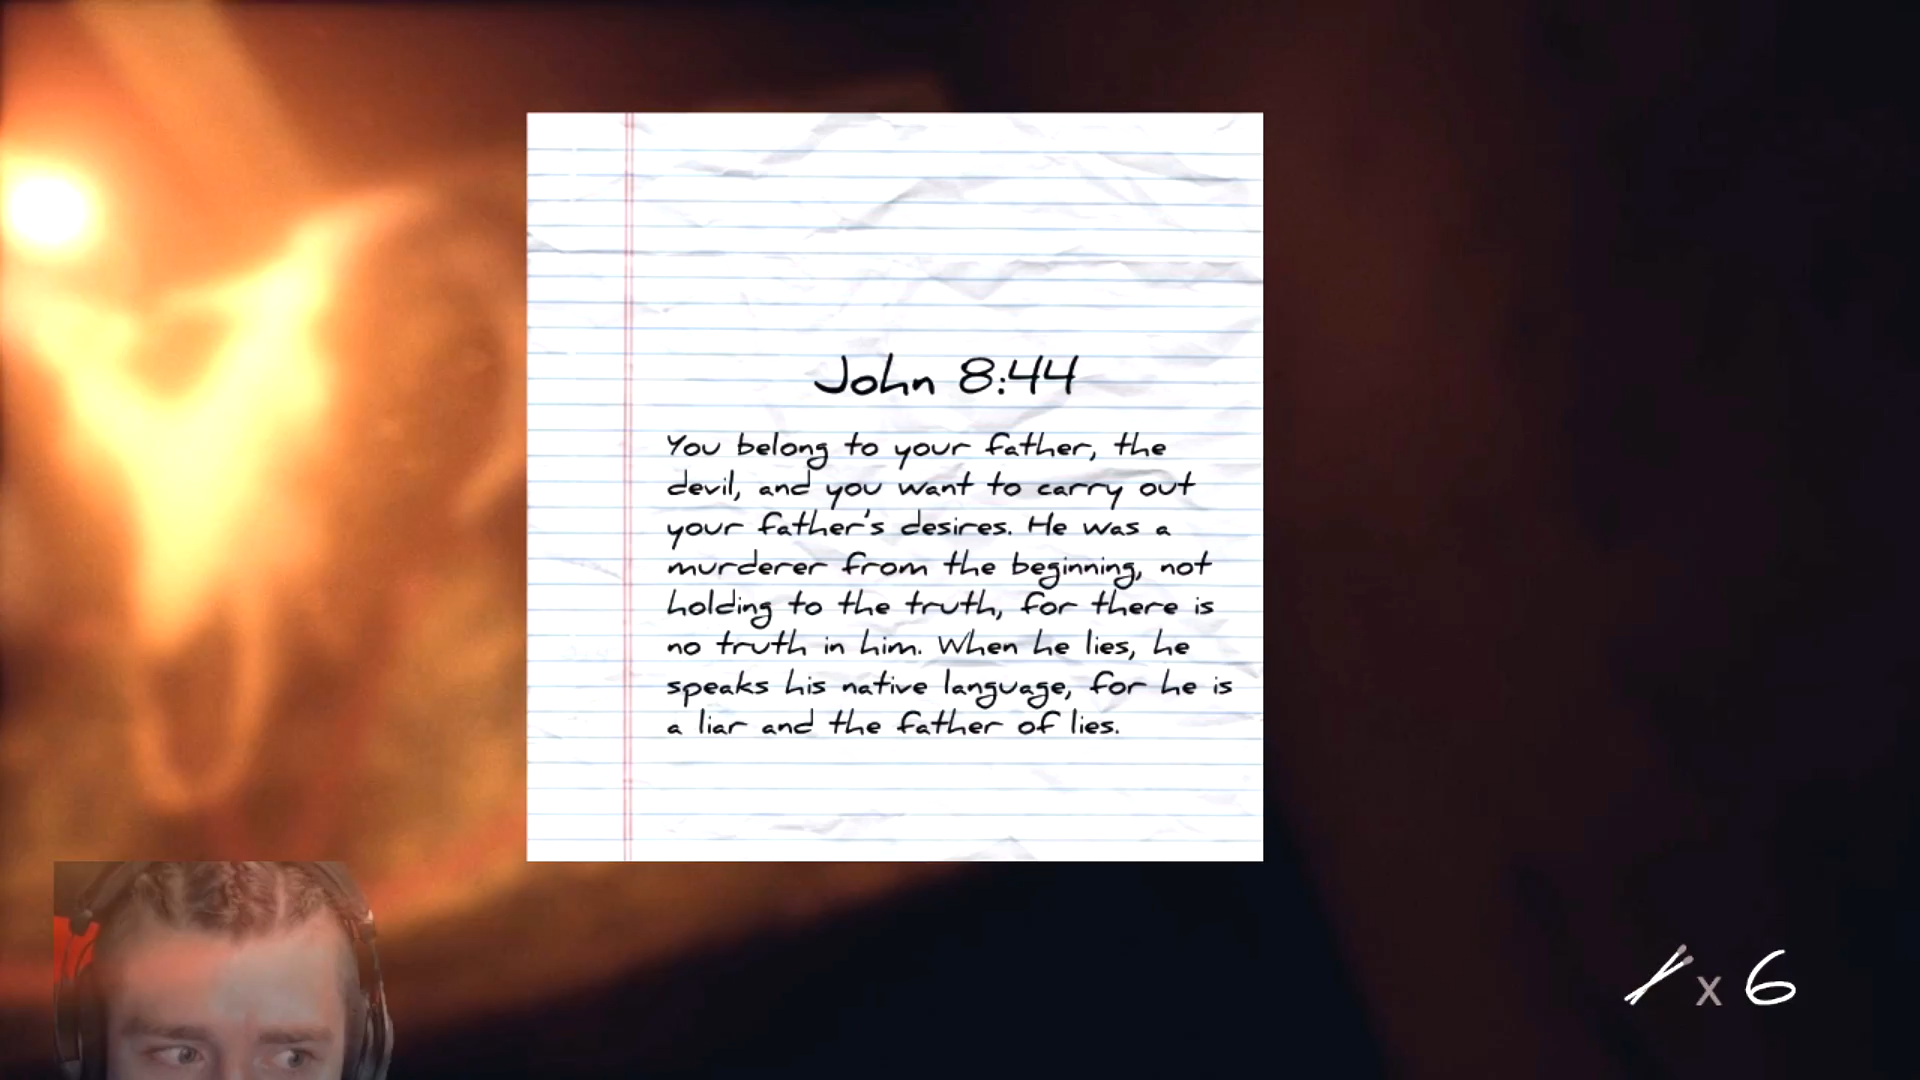 John 8:44
You belong to your father, the
devil, and you want to carry out
your father's desires. He was a
murderer from the beginning, not
holding to the truth, for there is
no truth in him. When he lies, he
speaks his native language, for he is
a liar and the father of lies.
x 6